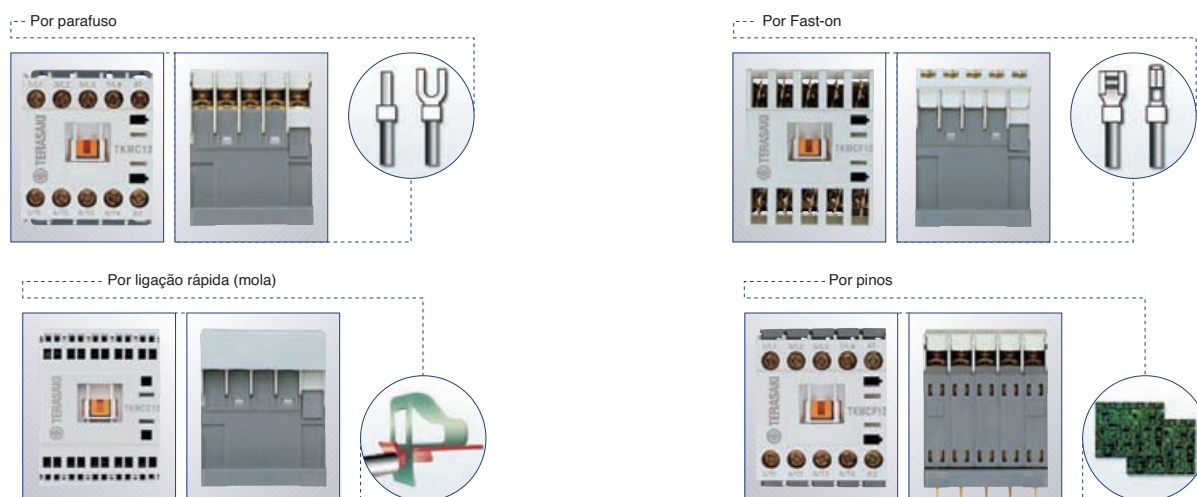 Por parafuso
TERASAKI
TKMC12
Por Fast-on
TERASAKI
TKMCF12
Por ligação rápida (mola)
TERASAKI
TKMCC12
Por pinos
TERASAKI
TKMCP12